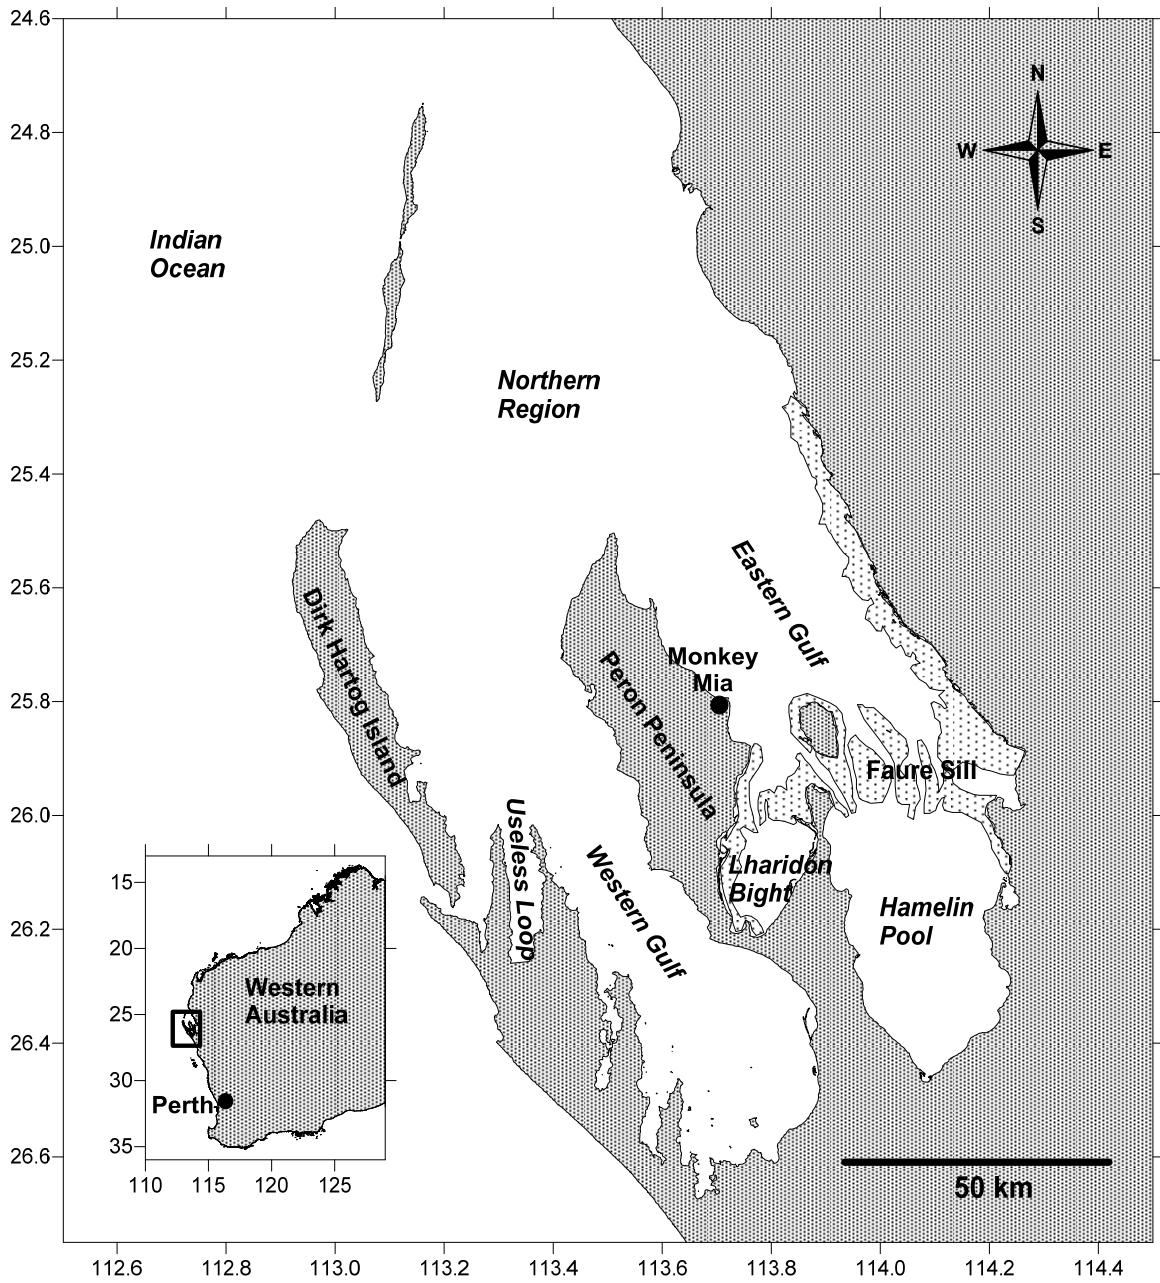 24.6
24.8
25.0
25.2
25.4
25.6
25.8
26.0
26.2
26.4
26.6
N
W
E
S
Indian
Ocean
Northern
Region
Eastern Gulf
Dirk Hartog Island
Monkey
Mia
Peron Peninsula
Faure Sill
Useless Loop
Western Gulf
Lharidon
Bight
Hamelin
Pool
15
20
25
30
35
Western
Australia
Perth
110
115
120
125
50 km
112.6
112.8
113.0
113.2
113.4
113.6
113.8
114.0
114.2
114.4